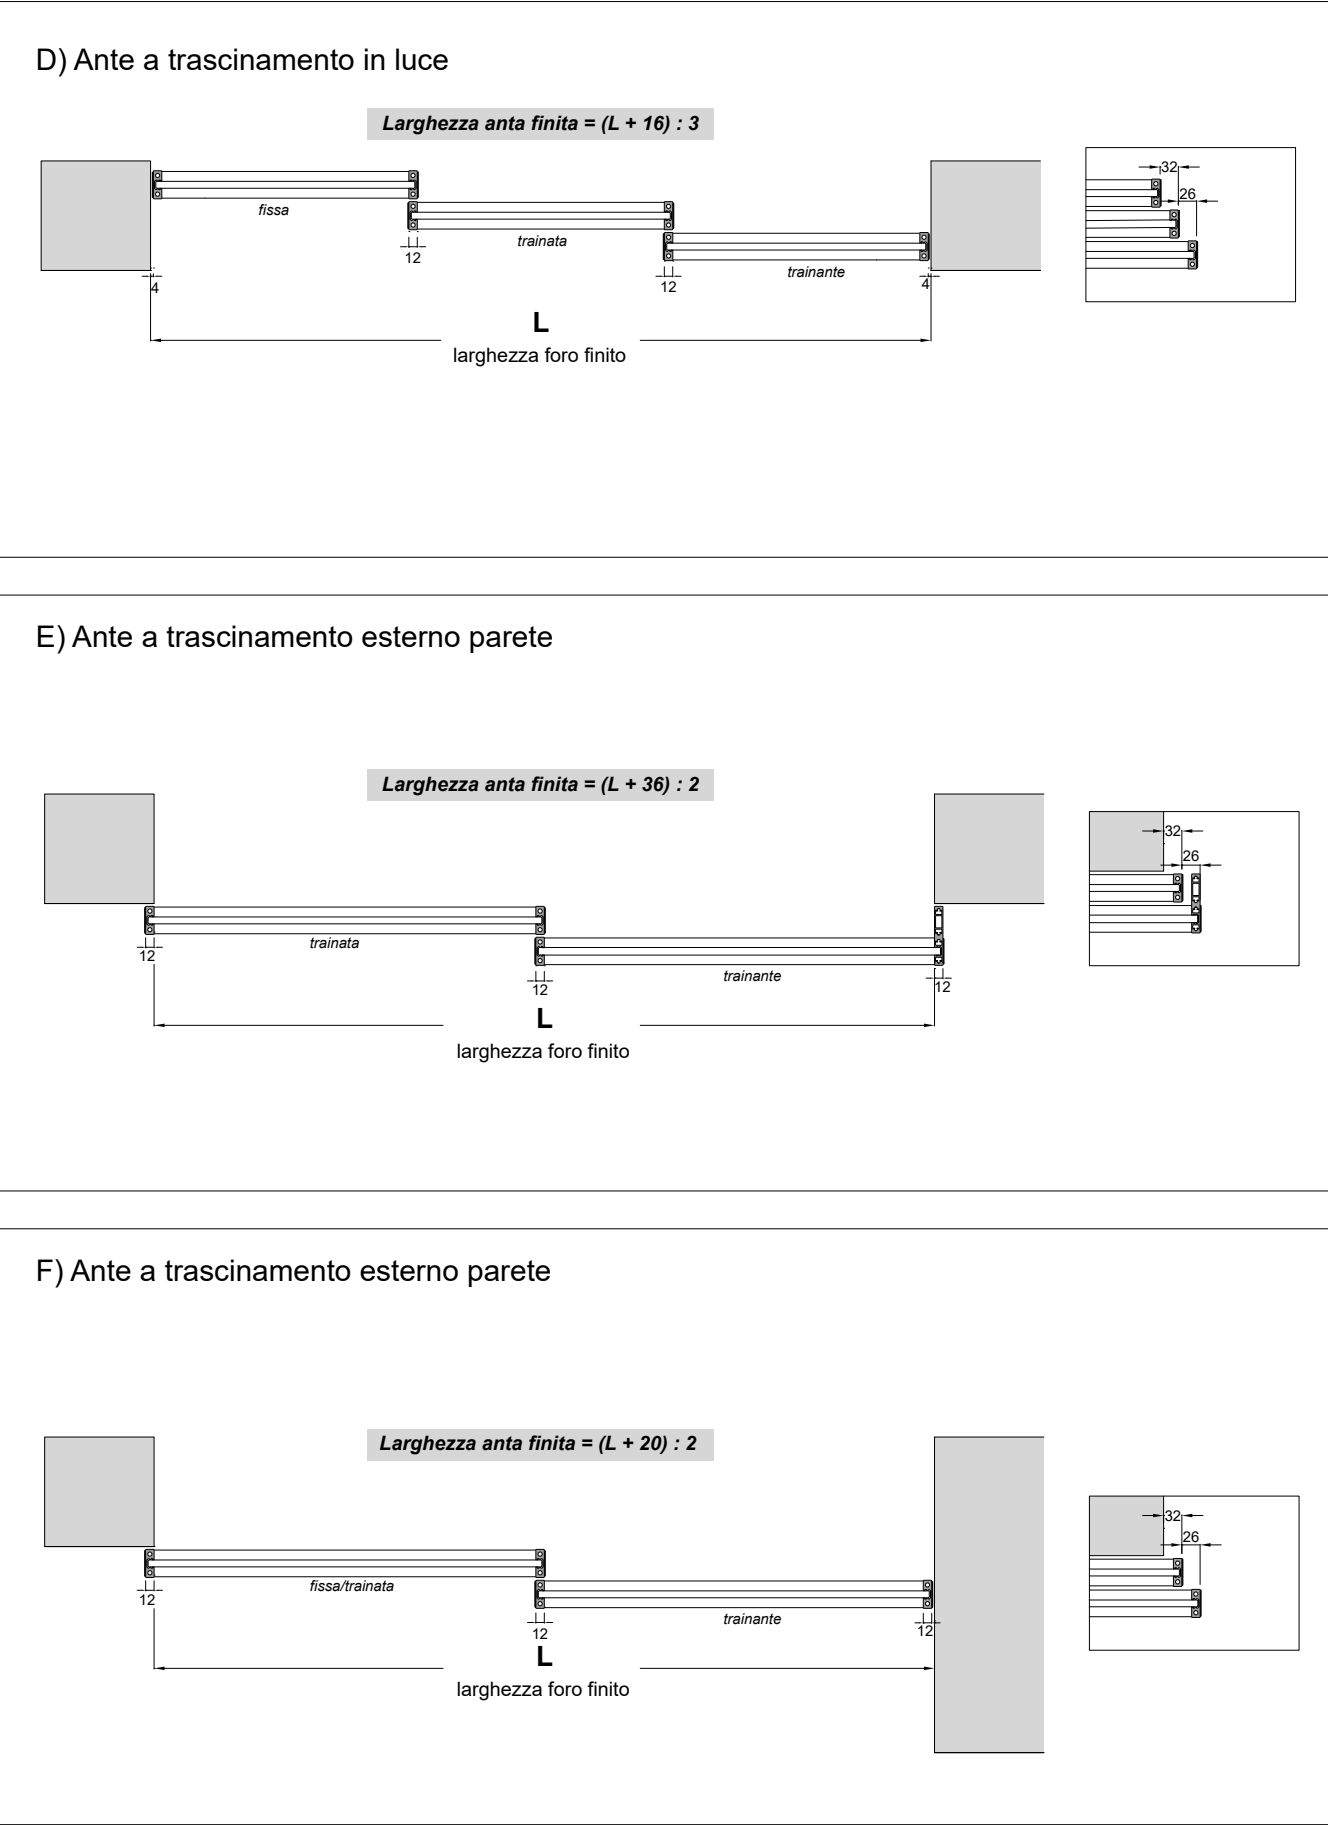 D) Ante a trascinamento in luce
Larghezza anta finita = (L + 16) : 3
32
26
fissa
trainata
12
trainante
12
4
4
L
larghezza foro finito
E) Ante a trascinamento esterno parete
Larghezza anta finita = (L + 36) : 2
32
26
trainata
12
trainante
12
12
L
larghezza foro finito
F) Ante a trascinamento esterno parete
Larghezza anta finita = (L + 20) : 2
32
26
fissa/trainata
12
trainante
12
12
L
larghezza foro finito